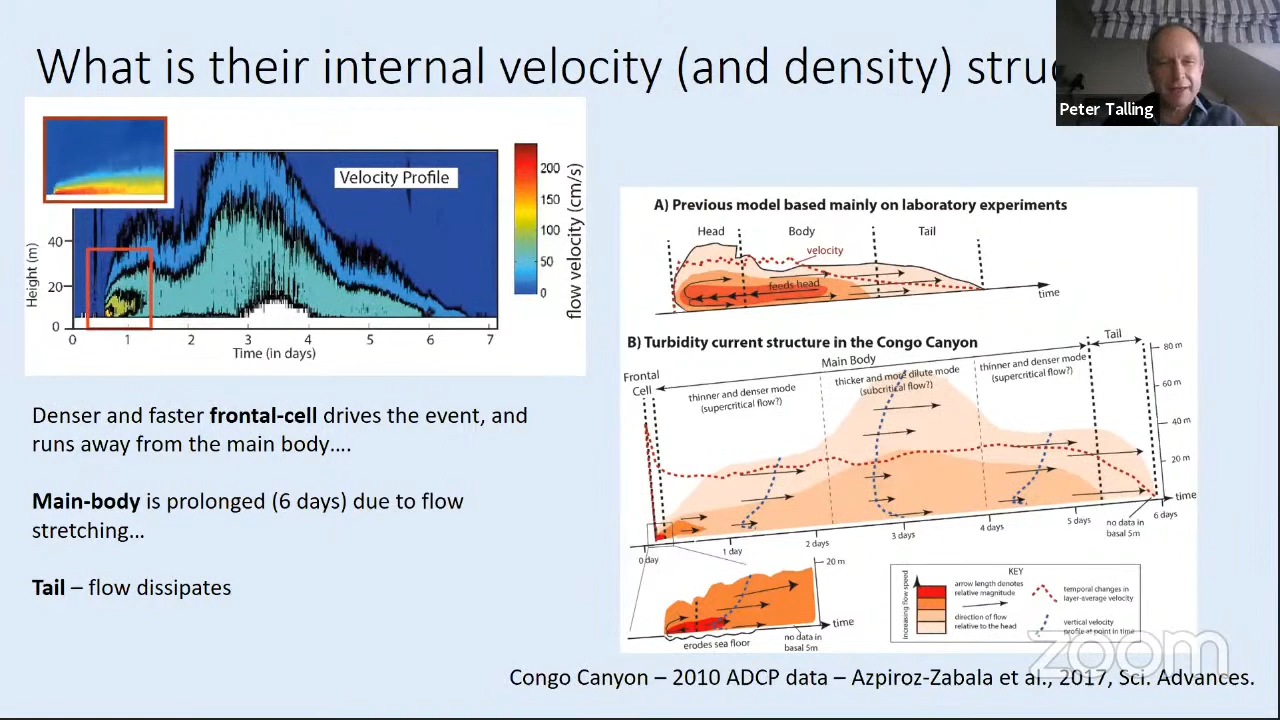 What is their internal velocity (and density) struc
Peter Talling
Velocity Profile
Height (m)
40
20
0
0 1 2 3 4 5 6 7
Time (in days)
200
150
100
50
0
flow velocity (cm/s)
Denser and faster frontal-cell drives the event, and
runs away from the main body....
Main-body is prolonged (6 days) due to flow
stretching...
Tail – flow dissipates
A) Previous model based mainly on laboratory experiments
Head Body Tail
velocity
feeds head
time
B) Turbidity current structure in the Congo Canyon
Tail
Main Body
Frontal
Cell
thinner and denser mode
(supercritical flow?)
thicker and more dilute mode
(subcritical flow?)
thinner and denser mode
(supercritical flow?)
80 m
60 m
40 m
20 m
time
0 day
1 day
2 days
3 days
4 days
5 days
6 days
no data in
basal 5m
20 m
time
erodes sea floor
no data in
basal 5m
KEY
increasing flow speed
arrow length denotes
relative magnitude
direction of flow
relative to the head
temporal changes in
layer-average velocity
vertical velocity
profile at point in time
zoom
Congo Canyon – 2010 ADCP data – Azpiroz-Zabala et al., 2017, Sci. Advances.